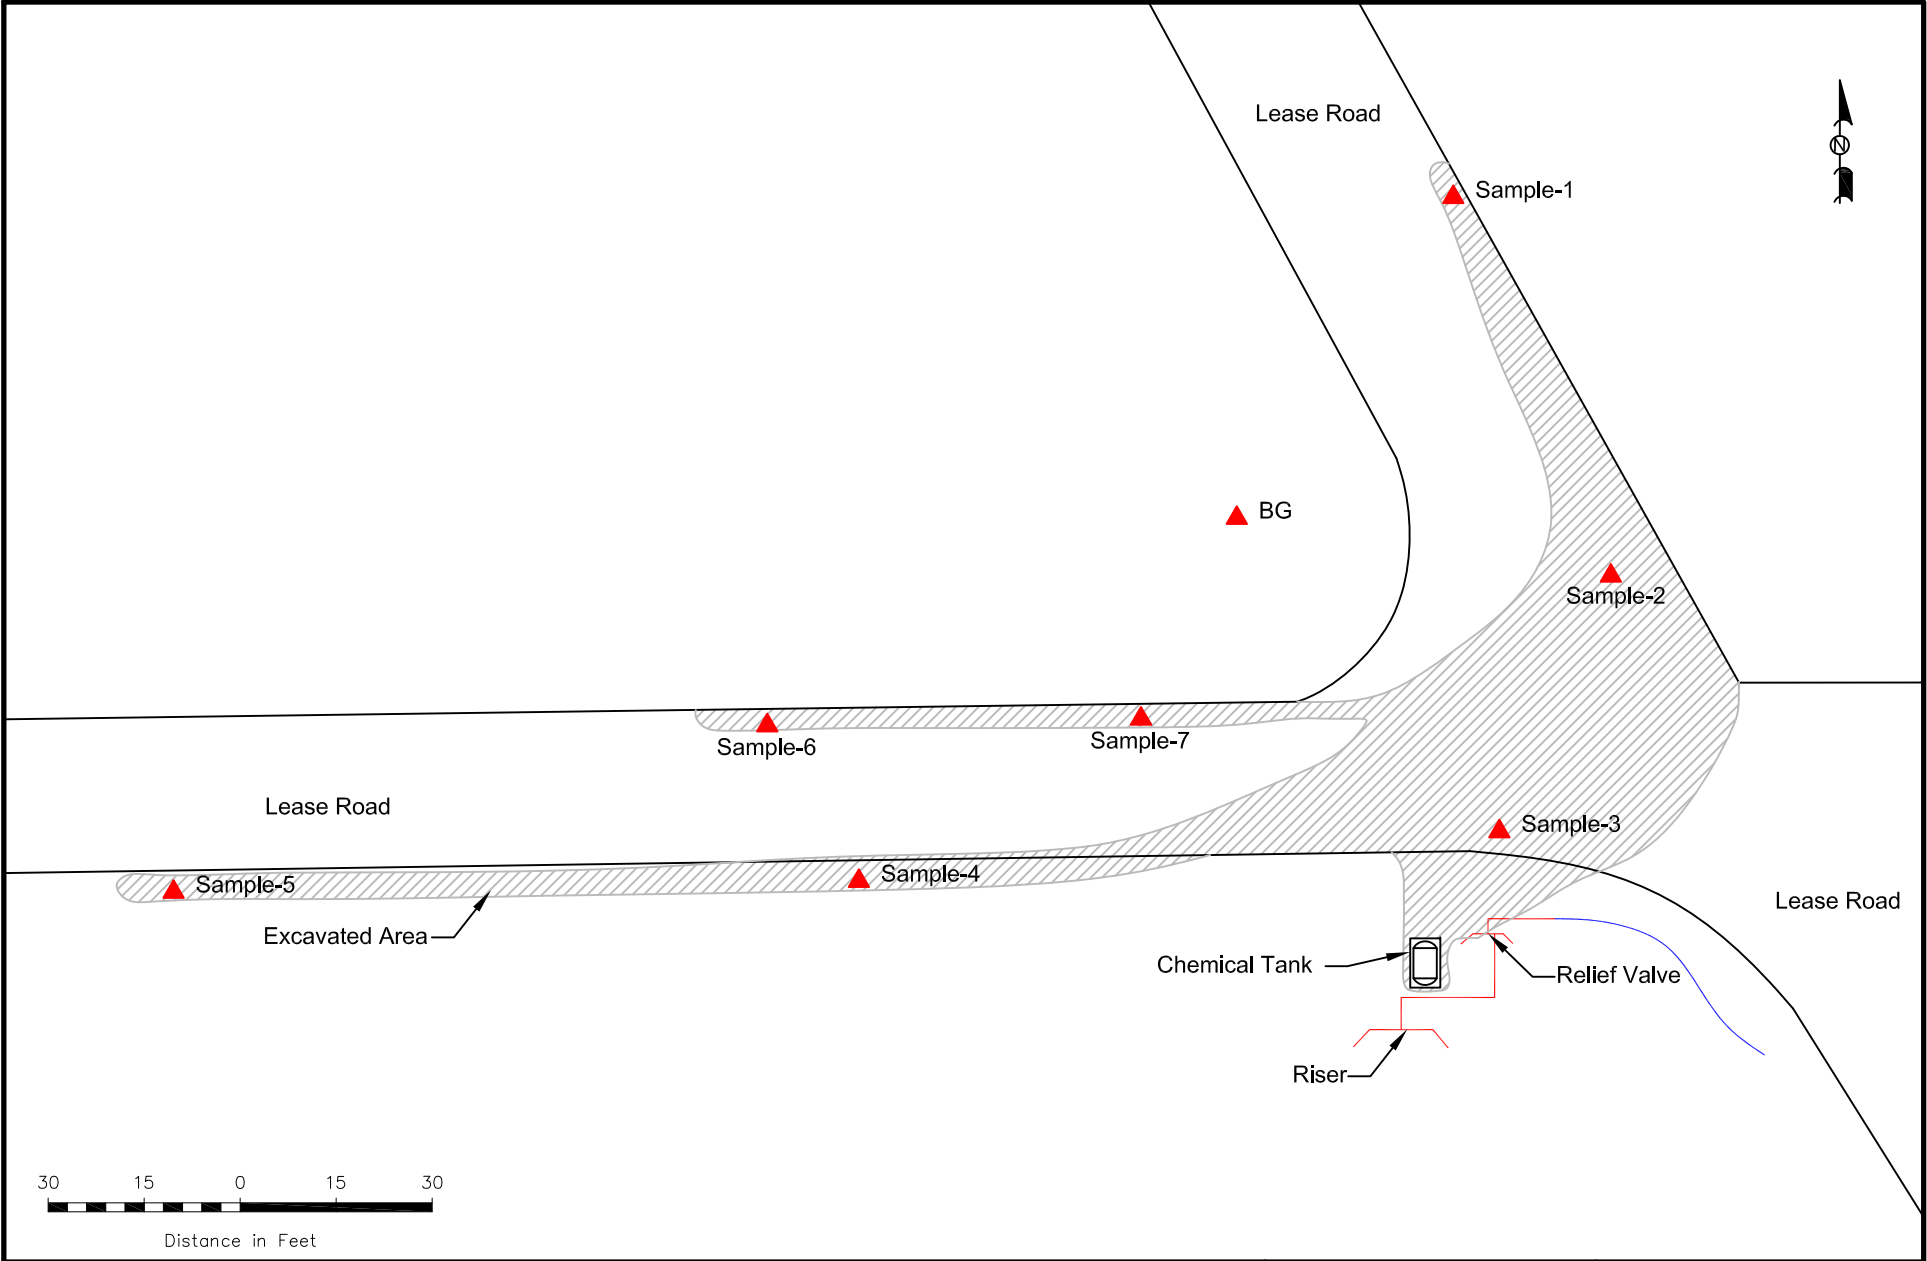 Lease Road
N
Sample-1
BG
Sample-2
Sample-6
Sample-7
Lease Road
Sample-3
Sample-4
Sample-5
Lease Road
Excavated Area
Chemical Tank
Relief Valve
Riser
30 15 0 15 30
Distance in Feet